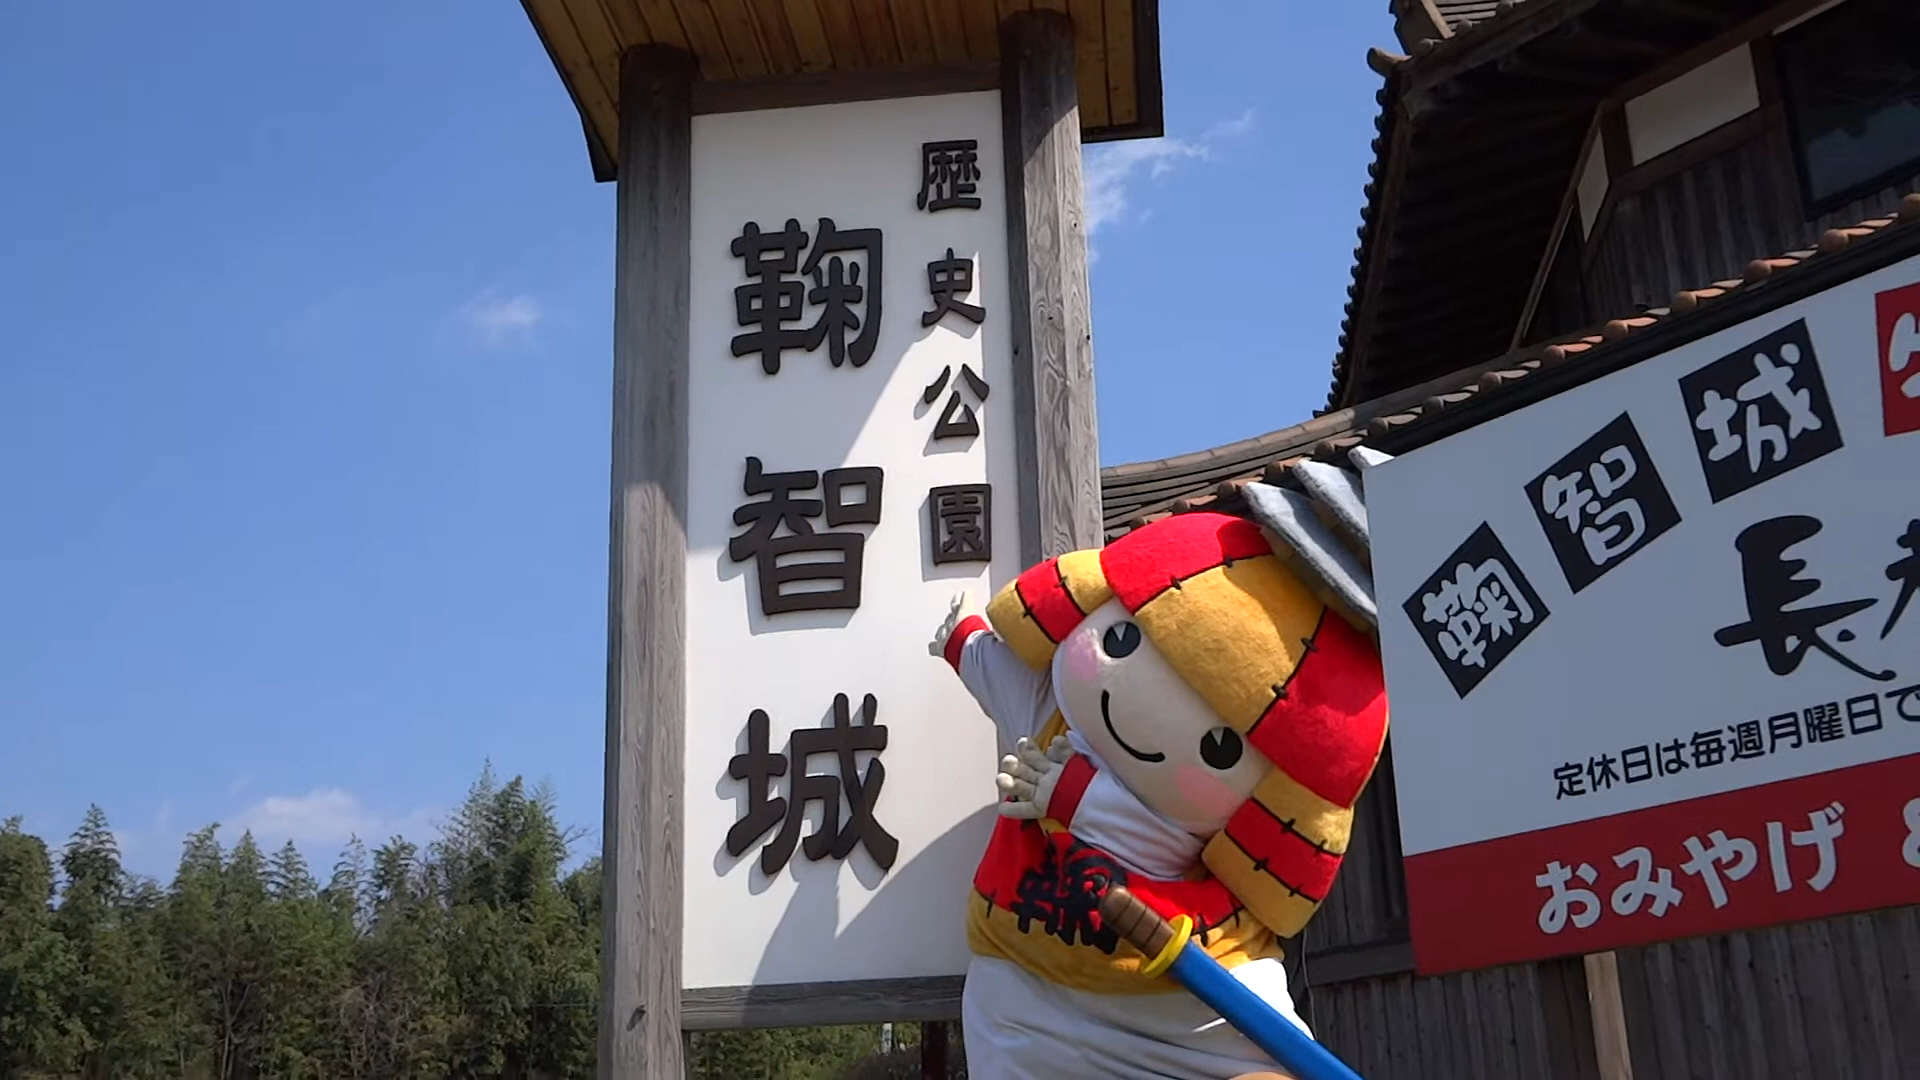 歴史公園
鞠智城
鞠智城
長
定休日は毎週月曜日で
おみやげ &
鞠